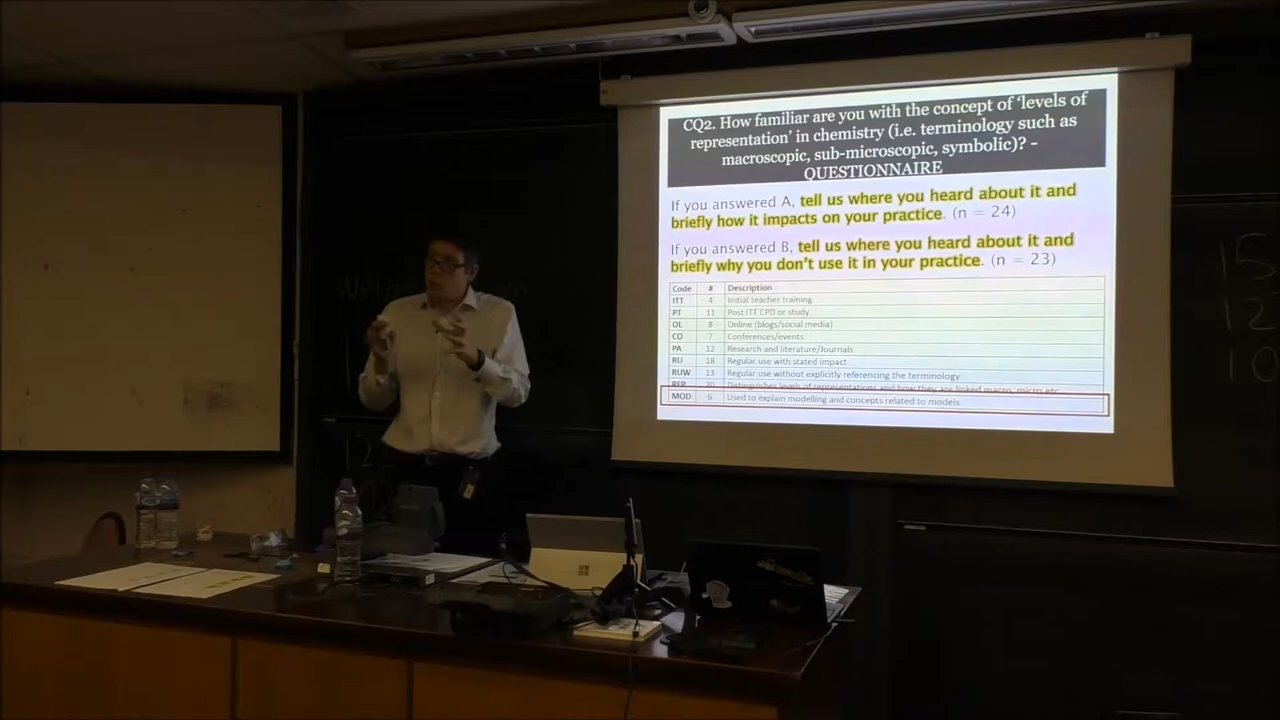 CQ2. How familiar are you with the concept of 'levels of
representation' in chemistry (i.e. terminology such as
macroscopic, sub-microscopic, symbolic)? -
QUESTIONNAIRE
If you answered A, tell us where you heard about it and
briefly how it impacts on your practice. (n = 24)
If you answered B, tell us where you heard about it and
briefly why you don't use it in your practice. (n = 23)
Code # Description
ITT 4 Initial teacher training
PT 11 Post ITT CPD or study
OL 8 Online (blogs/social media)
CO 7 Conferences/events
PA 12 Research and literature/Journals
RU 18 Regular use with stated impact
RUW 13 Regular use without explicitly referencing the terminology
REP 20 Distinguishes levels of representations and how they are linked macro, micro etc
MOD 6 Used to explain modelling and concepts related to models